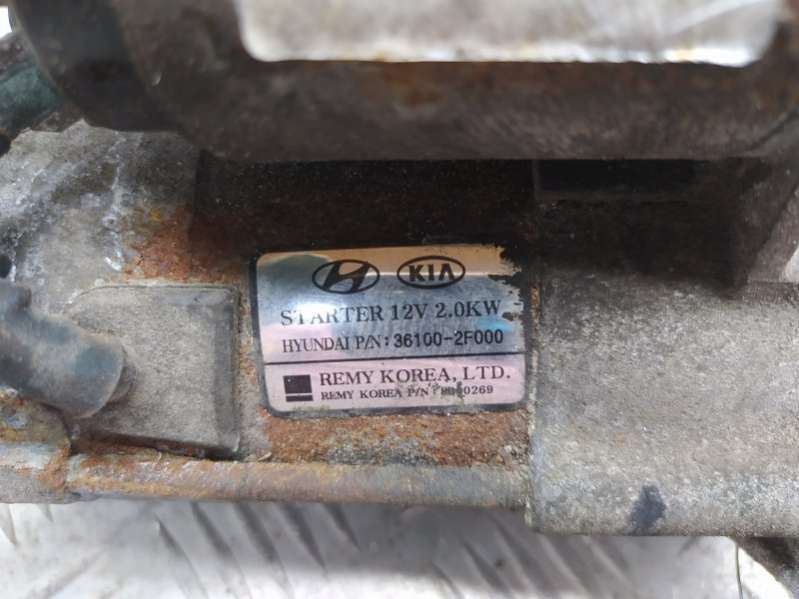 KIA
STARTER 12V 2.0KW
HYUNDAI P/N: 36100-2F000
REMY KOREA, LTD.
REMY KOREA P/N :